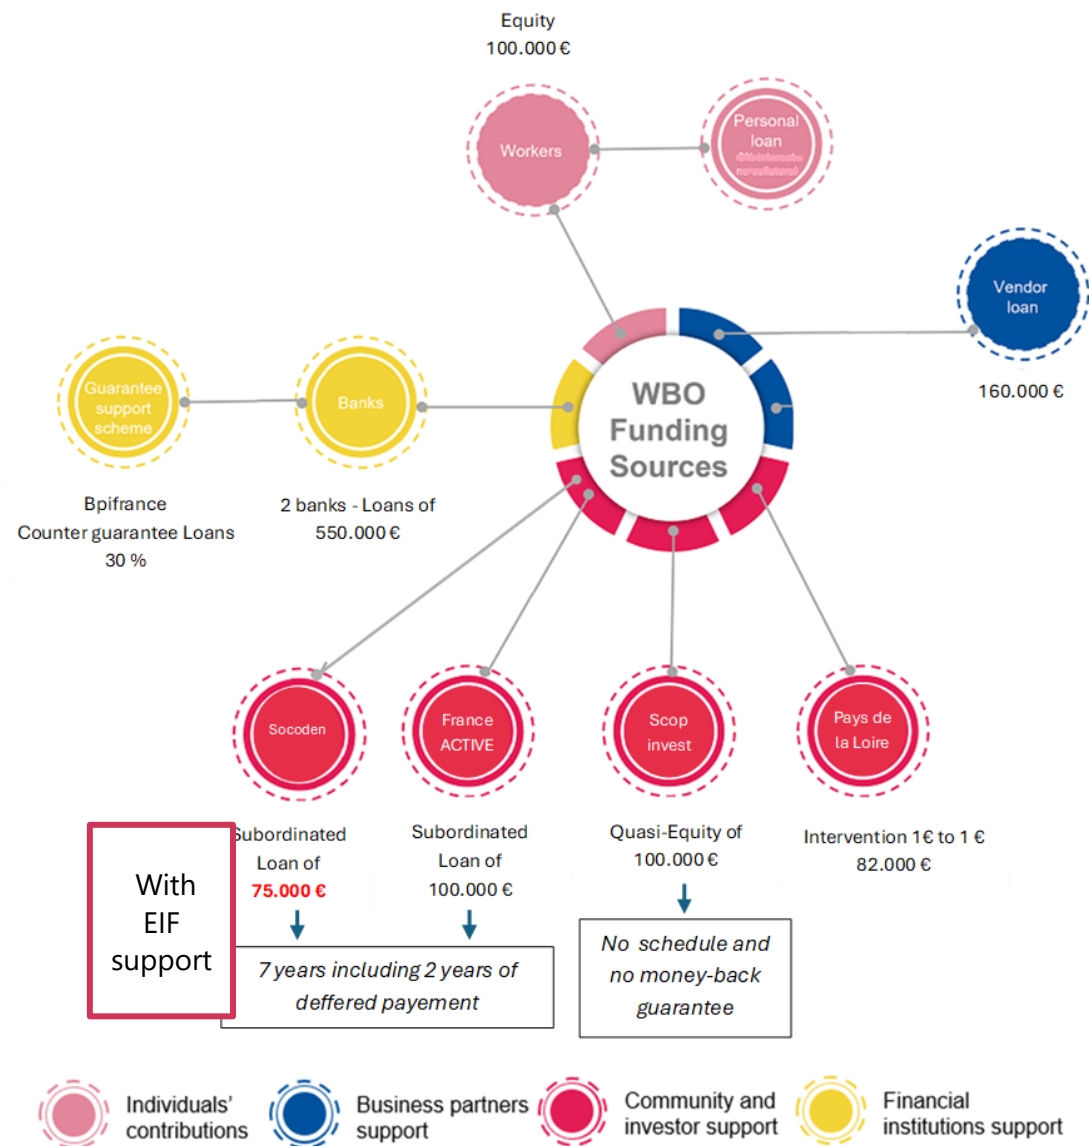 Equity
100.000 €
Workers
Personal
loan
Vendor
loan
160.000 €
Guarantee
support
scheme
Banks
WBO
Funding
Sources
Bpifrance
Counter guarantee Loans
30 %
2 banks - Loans of
550.000 €
Socoden
France
ACTIVE
Scop
invest
Pays de
la Loire
Subordinated
Loan of
75.000 €
Subordinated
Loan of
100.000 €
Quasi-Equity of
100.000 €
Intervention 1€ to 1 €
82.000 €
With
EIF
support
7 years including 2 years of
deffered payement
No schedule and
no money-back
guarantee
Individuals'
contributions
Business partners
support
Community and
investor support
Financial
institutions support